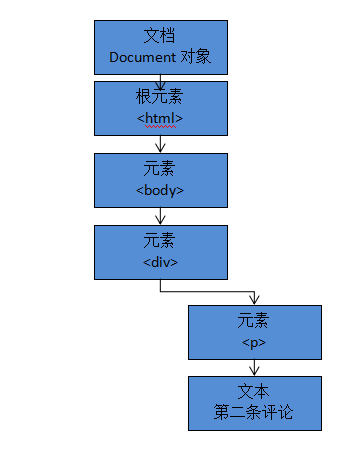 文档
Document 对象
根元素
<html>
元素
<body>
元素
<div>
元素
<p>
文本
第二条评论